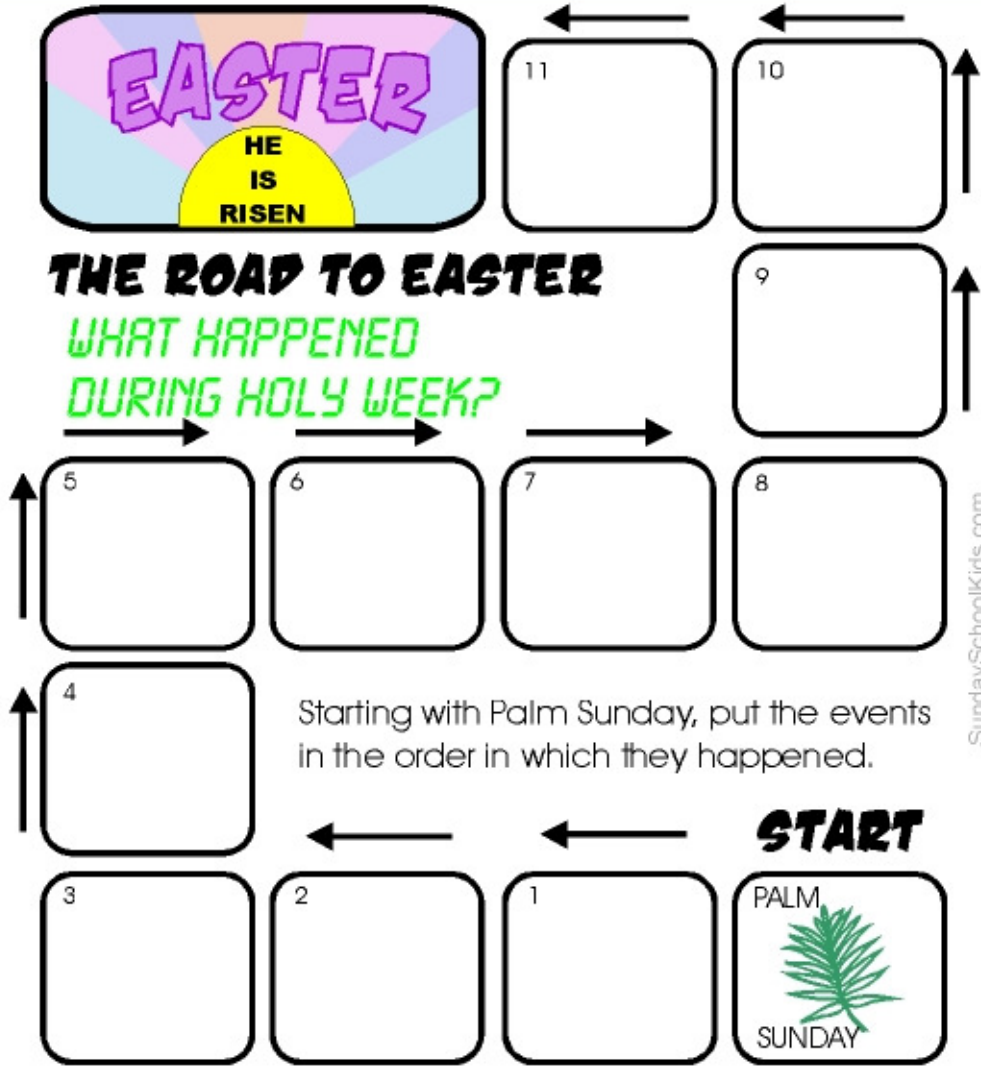 EASTER
HE
IS
RISEN
11
10
THE ROAD TO EASTER
WHAT HAPPENED
DURING HOLY WEEK?
9
5
6
7
8
SundaySchoolKids.com
4
Starting with Palm Sunday, put the events
in the order in which they happened.
START
3
2
1
PALM
SUNDAY